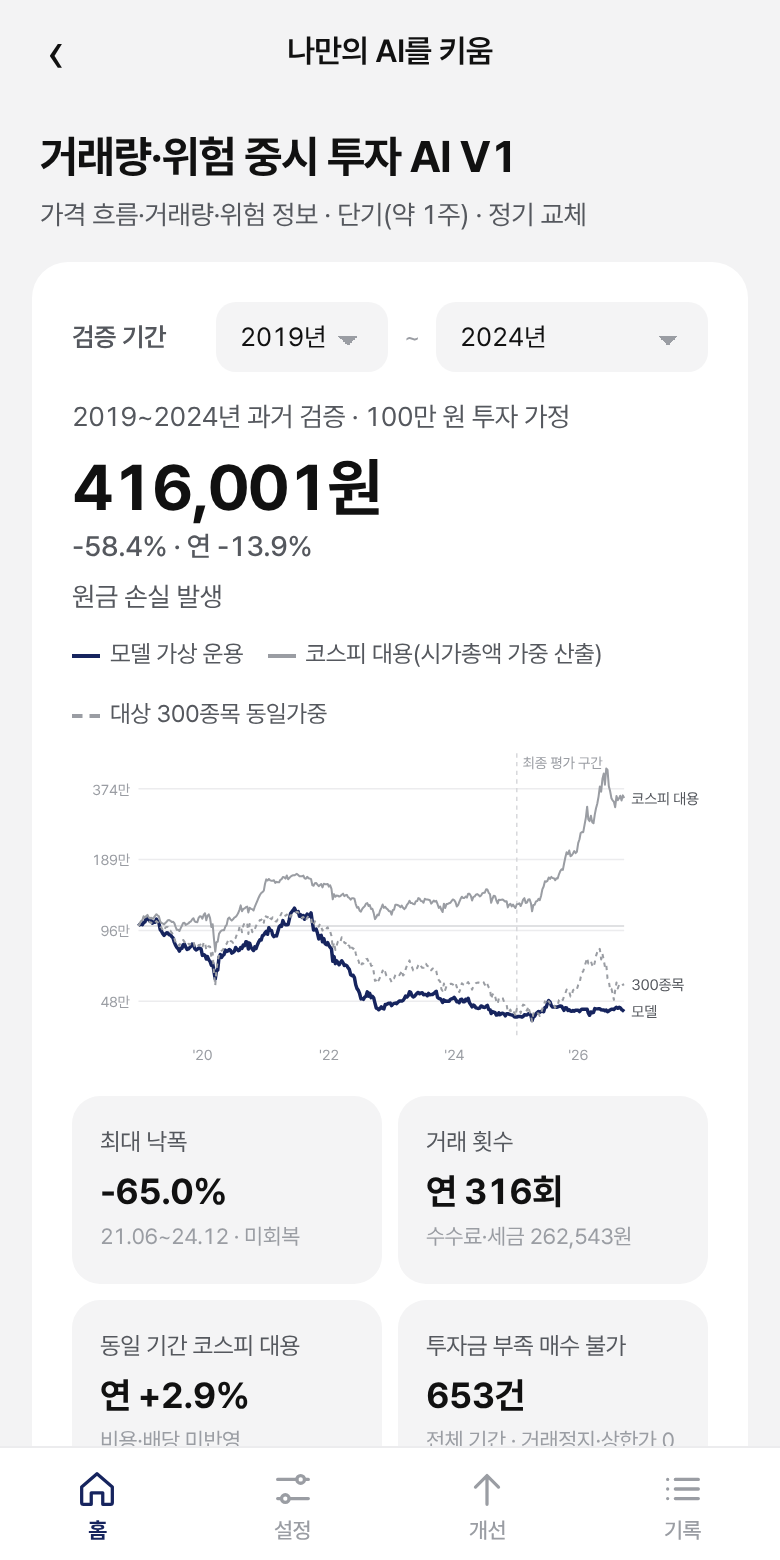 나만의 AI를 키움
거래량·위험 중시 투자 AI V1
가격 흐름·거래량·위험 정보 · 단기(약 1주) · 정기 교체
검증 기간 2019년 ~ 2024년
2019~2024년 과거 검증 · 100만 원 투자 가정
416,001원
-58.4% · 연 -13.9%
원금 손실 발생
모델 가상 운용 코스피 대용(시가총액 가중 산출)
대상 300종목 동일가중
최종 평가 구간
374만
코스피 대용
189만
96만
300종목
48만
모델
'20 '22 '24 '26
최대 낙폭
-65.0%
21.06~24.12 · 미회복
거래 횟수
연 316회
수수료·세금 262,543원
동일 기간 코스피 대용
연 +2.9%
비용·배당 미반영
투자금 부족 매수 불가
653건
전체 기간 · 거래정지·상한가 0
홈 설정 개선 기록